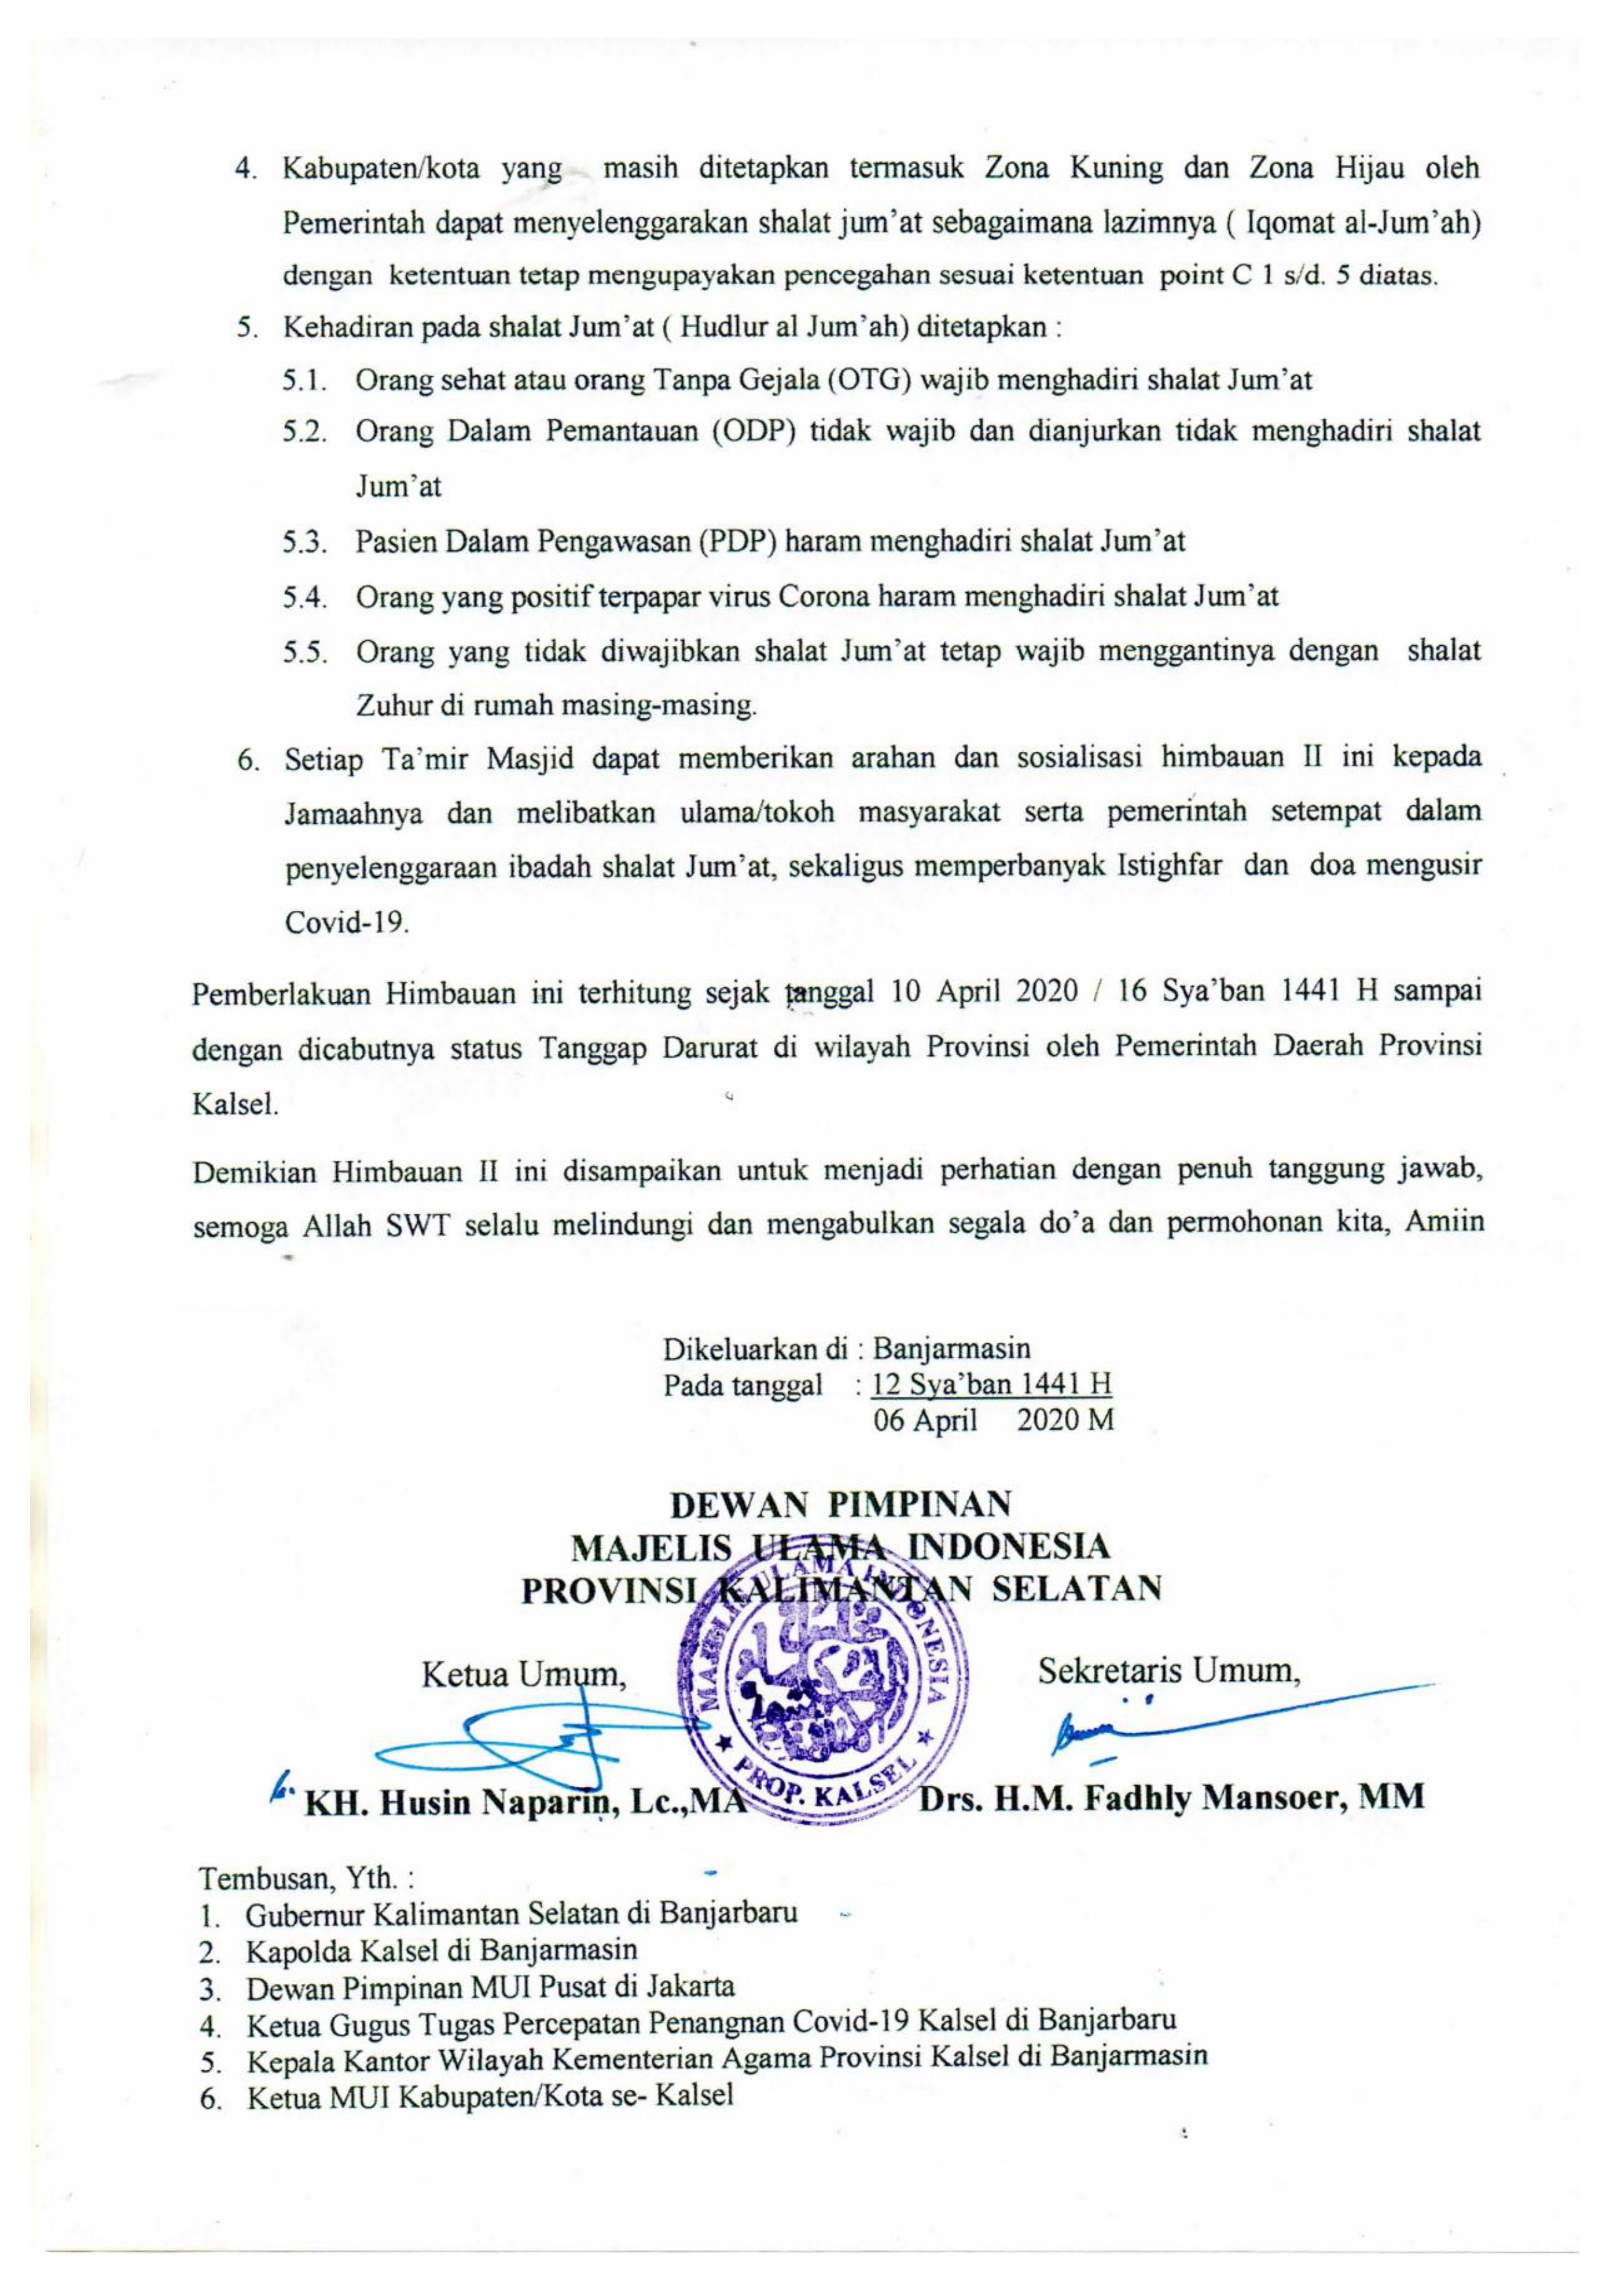 4. Kabupaten/kota yang masih ditetapkan termasuk Zona Kuning dan Zona Hijau oleh
Pemerintah dapat menyelenggarakan shalat jum'at sebagaimana lazimnya ( Iqomat al-Jum'ah)
dengan ketentuan tetap mengupayakan pencegahan sesuai ketentuan point C 1 s/d. 5 diatas.
5. Kehadiran pada shalat Jum'at ( Hudlur al Jum'ah) ditetapkan :
5.1. Orang sehat atau orang Tanpa Gejala (OTG) wajib menghadiri shalat Jum'at
5.2. Orang Dalam Pemantauan (ODP) tidak wajib dan dianjurkan tidak menghadiri shalat
Jum'at
5.3. Pasien Dalam Pengawasan (PDP) haram menghadiri shalat Jum'at
5.4. Orang yang positif terpapar virus Corona haram menghadiri shalat Jum'at
5.5. Orang yang tidak diwajibkan shalat Jum'at tetap wajib menggantinya dengan shalat
Zuhur di rumah masing-masing.
6. Setiap Ta'mir Masjid dapat memberikan arahan dan sosialisasi himbauan II ini kepada
Jamaahnya dan melibatkan ulama/tokoh masyarakat serta pemerintah setempat dalam
penyelenggaraan ibadah shalat Jum'at, sekaligus memperbanyak Istighfar dan doa mengusir
Covid-19.
Pemberlakuan Himbauan ini terhitung sejak tanggal 10 April 2020 / 16 Sya'ban 1441 H sampai
dengan dicabutnya status Tanggap Darurat di wilayah Provinsi oleh Pemerintah Daerah Provinsi
Kalsel.
Demikian Himbauan II ini disampaikan untuk menjadi perhatian dengan penuh tanggung jawab,
semoga Allah SWT selalu melindungi dan mengabulkan segala do'a dan permohonan kita, Amiin
Dikeluarkan di : Banjarmasin
Pada tanggal : 12 Sya'ban 1441 H
06 April 2020 M
DEWAN PIMPINAN
MAJELIS ULAMA INDONESIA
PROVINSI KALIMANTAN SELATAN
MAJELIS ULAMA INDONESIA
★ PROP. KALSEL ★
Ketua Umum,
Sekretaris Umum,
KH. Husin Naparin, Lc.,MA
Drs. H.M. Fadhly Mansoer, MM
Tembusan, Yth. :
1. Gubernur Kalimantan Selatan di Banjarbaru
2. Kapolda Kalsel di Banjarmasin
3. Dewan Pimpinan MUI Pusat di Jakarta
4. Ketua Gugus Tugas Percepatan Penangnan Covid-19 Kalsel di Banjarbaru
5. Kepala Kantor Wilayah Kementerian Agama Provinsi Kalsel di Banjarmasin
6. Ketua MUI Kabupaten/Kota se- Kalsel